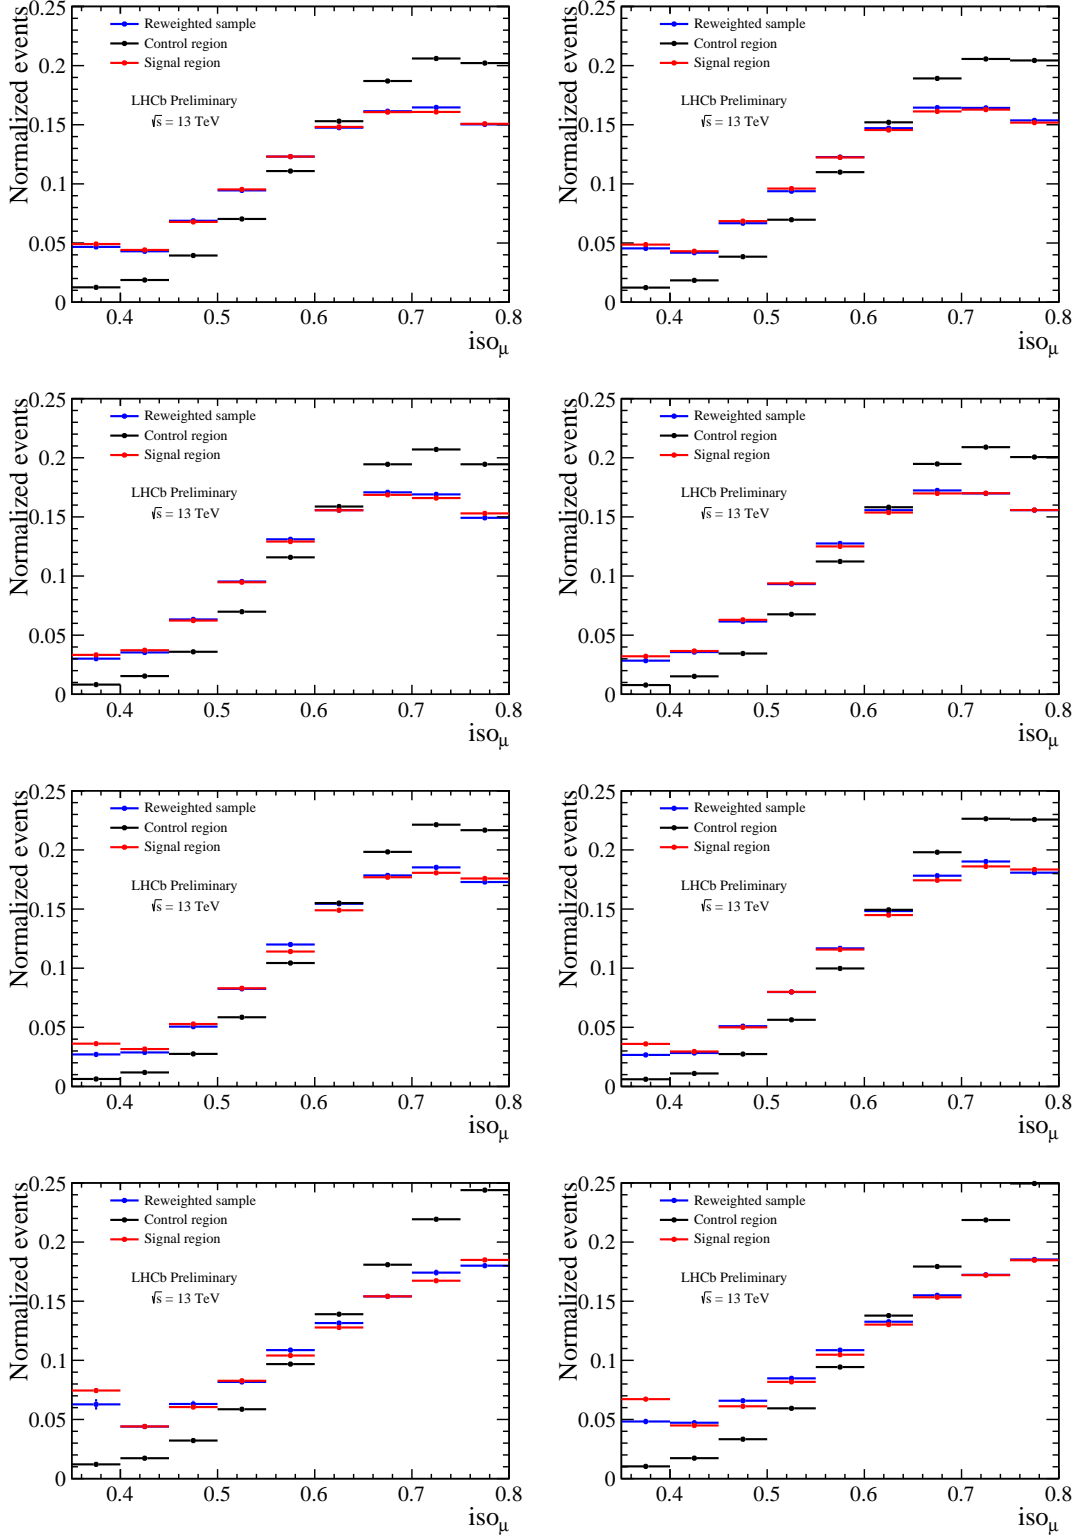 Normalized events
0.25
0.2
0.15
0.1
0.05
0
Reweighted sample
Control region
Signal region
LHCb Preliminary
√s = 13 TeV
0.4 0.5 0.6 0.7 0.8
isoμ
Normalized events
0.25
0.2
0.15
0.1
0.05
0
Reweighted sample
Control region
Signal region
LHCb Preliminary
√s = 13 TeV
0.4 0.5 0.6 0.7 0.8
isoμ
Normalized events
0.25
0.2
0.15
0.1
0.05
0
Reweighted sample
Control region
Signal region
LHCb Preliminary
√s = 13 TeV
0.4 0.5 0.6 0.7 0.8
isoμ
Normalized events
0.25
0.2
0.15
0.1
0.05
0
Reweighted sample
Control region
Signal region
LHCb Preliminary
√s = 13 TeV
0.4 0.5 0.6 0.7 0.8
isoμ
Normalized events
0.25
0.2
0.15
0.1
0.05
0
Reweighted sample
Control region
Signal region
LHCb Preliminary
√s = 13 TeV
0.4 0.5 0.6 0.7 0.8
isoμ
Normalized events
0.25
0.2
0.15
0.1
0.05
0
Reweighted sample
Control region
Signal region
LHCb Preliminary
√s = 13 TeV
0.4 0.5 0.6 0.7 0.8
isoμ
Normalized events
0.25
0.2
0.15
0.1
0.05
0
Reweighted sample
Control region
Signal region
LHCb Preliminary
√s = 13 TeV
0.4 0.5 0.6 0.7 0.8
isoμ
Normalized events
0.25
0.2
0.15
0.1
0.05
0
Reweighted sample
Control region
Signal region
LHCb Preliminary
√s = 13 TeV
0.4 0.5 0.6 0.7 0.8
isoμ